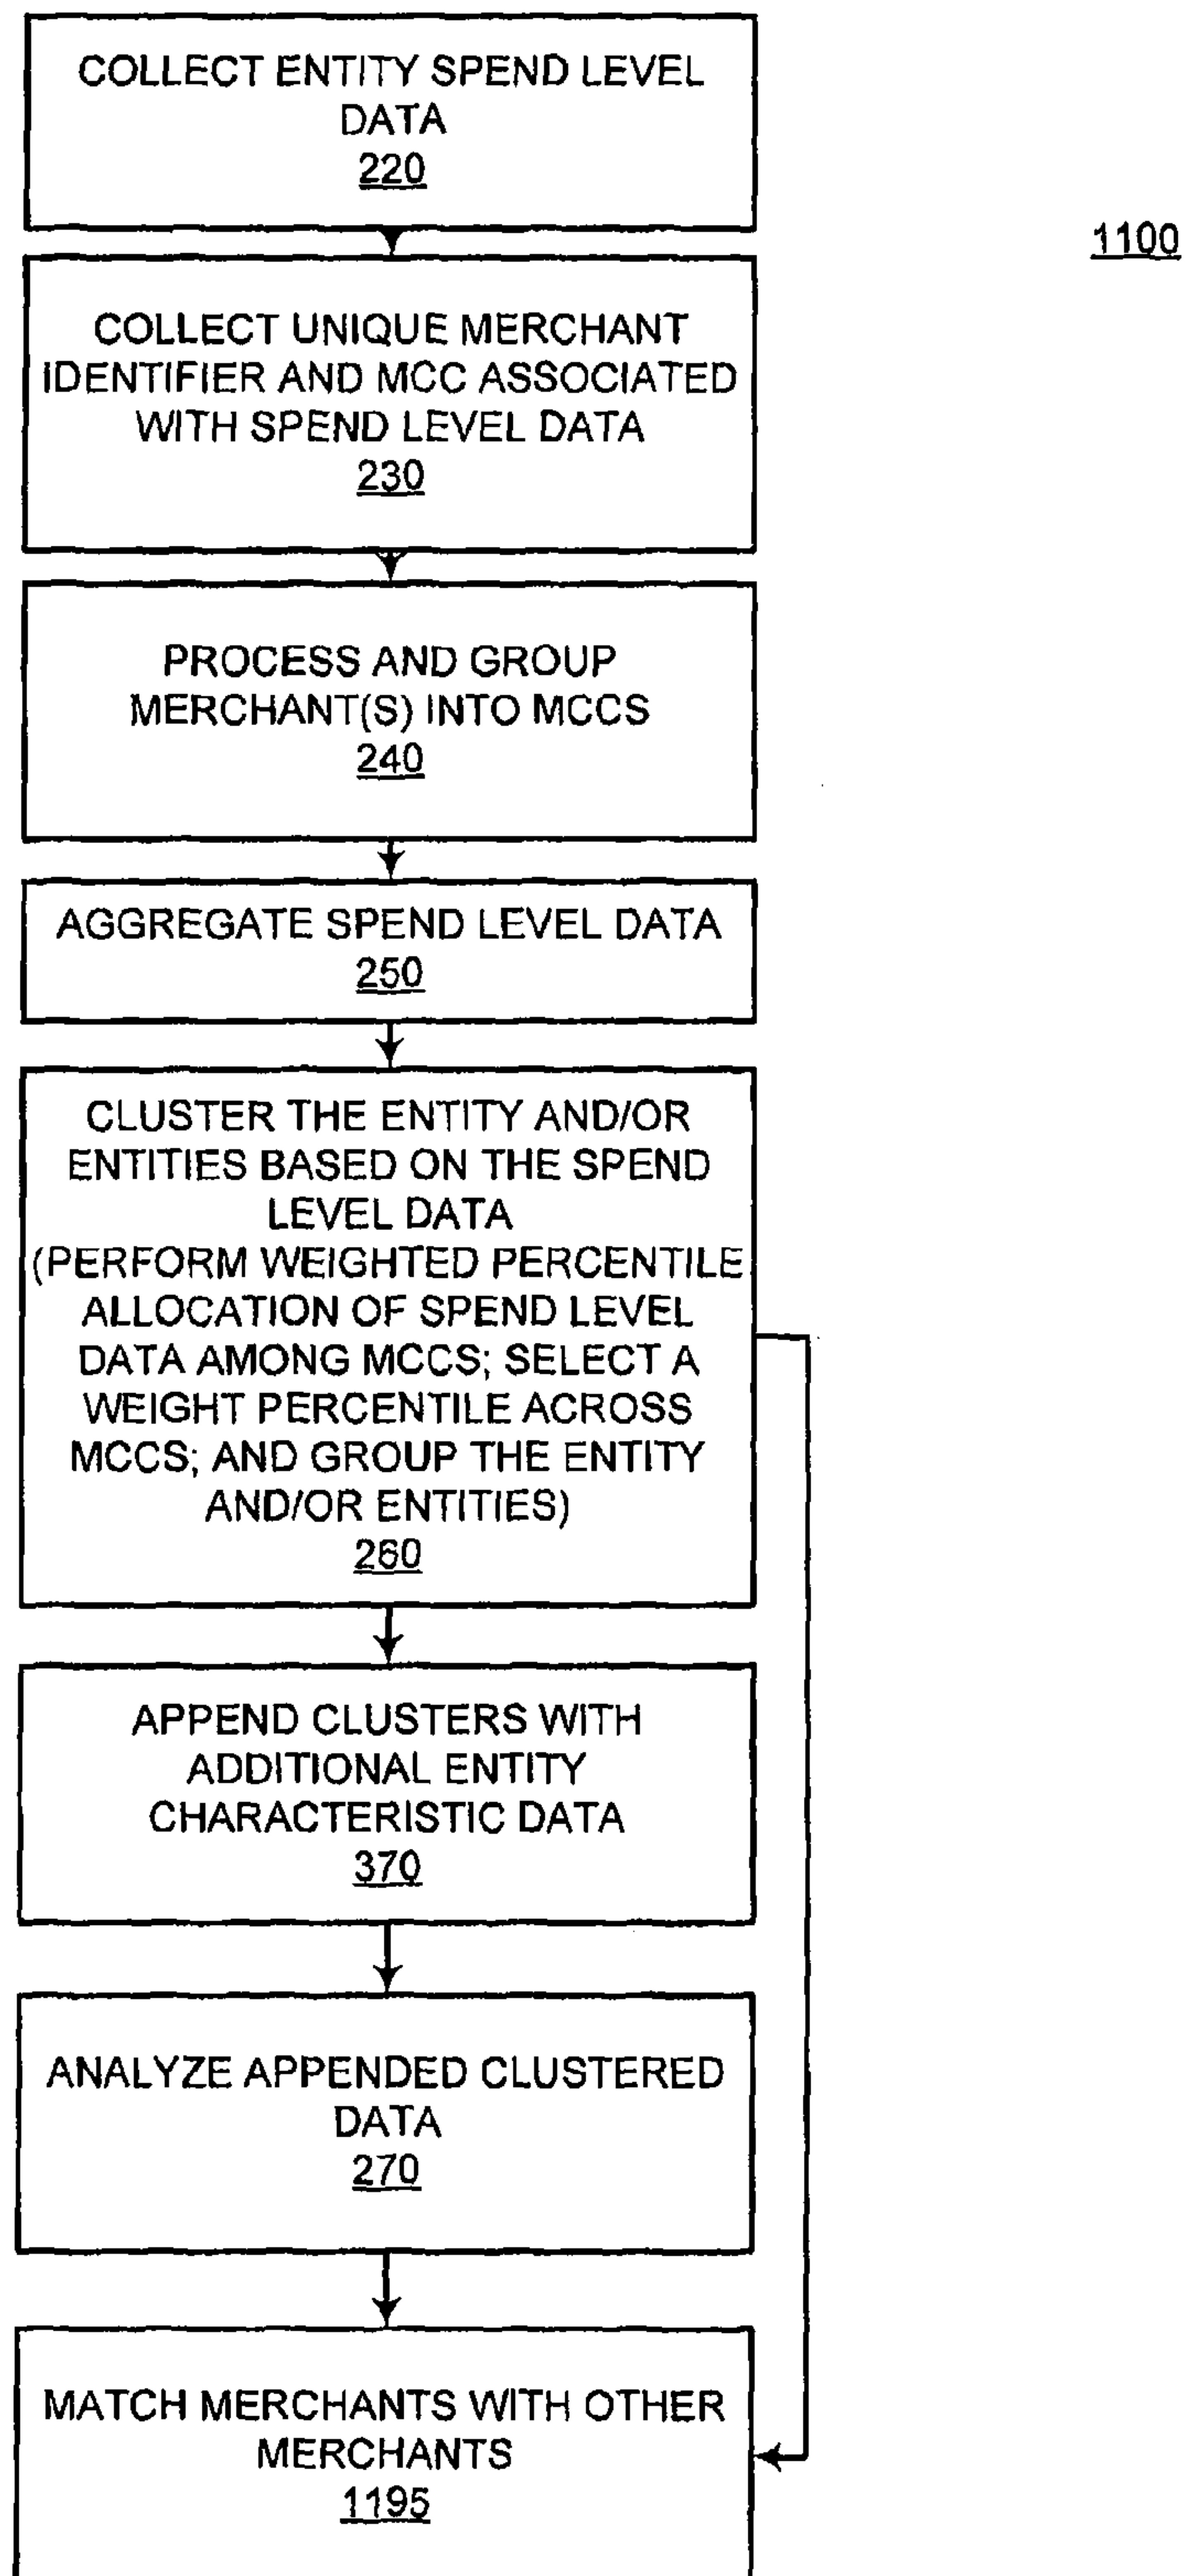 COLLECT ENTITY SPEND LEVEL
DATA
220
1100
COLLECT UNIQUE MERCHANT
IDENTIFIER AND MCC ASSOCIATED
WITH SPEND LEVEL DATA
230
PROCESS AND GROUP
MERCHANT(S) INTO MCCS
240
AGGREGATE SPEND LEVEL DATA
250
CLUSTER THE ENTITY AND/OR
ENTITIES BASED ON THE SPEND
LEVEL DATA
(PERFORM WEIGHTED PERCENTILE
ALLOCATION OF SPEND LEVEL
DATA AMONG MCCS; SELECT A
WEIGHT PERCENTILE ACROSS
MCCS; AND GROUP THE ENTITY
AND/OR ENTITIES)
260
APPEND CLUSTERS WITH
ADDITIONAL ENTITY
CHARACTERISTIC DATA
370
ANALYZE APPENDED CLUSTERED
DATA
270
MATCH MERCHANTS WITH OTHER
MERCHANTS
1195